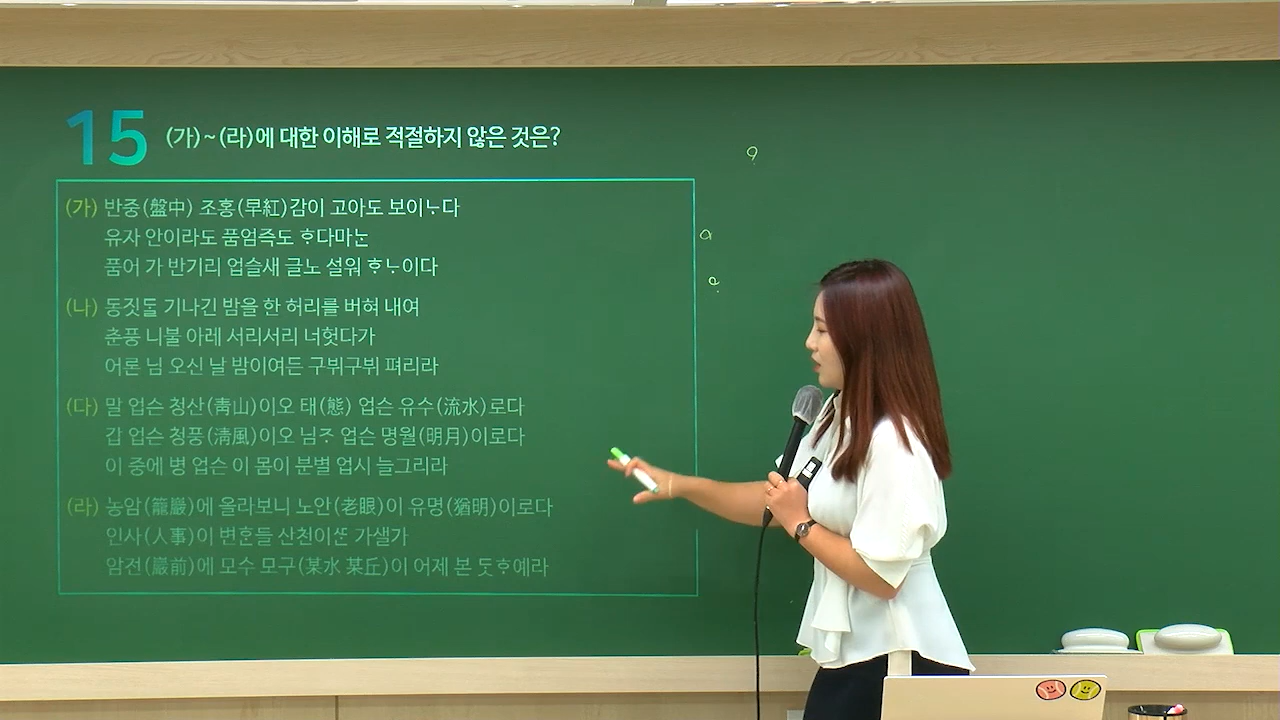 15 (가)~(라)에 대한 이해로 적절하지 않은 것은?
(가) 반중(盤中) 조홍(早紅)감이 고아도 보이ᄂᆞ다
유자 안이라도 품엄즉도 ᄒᆞ다마ᄂᆞᆫ
품어 가 반기리 업슬새 글노 설워 ᄒᆞᄂᆞ이다
(나) 동짓ᄃᆞᆯ 기나긴 밤을 한 허리를 버혀 내여
춘풍 니불 아레 서리서리 너헛다가
어론 님 오신 날 밤이여든 구뷔구뷔 펴리라
(다) 말 업슨 청산(靑山)이오 태(態) 업슨 유수(流水)로다
갑 업슨 청풍(淸風)이오 님ᄌᆞ 업슨 명월(明月)이로다
이 중에 병 업슨 이 몸이 분별 업시 늘그리라
(라) 농암(籠巖)에 올라보니 노안(老眼)이 유명(猶明)이로다
인사(人事)이 변ᄒᆞᆫ들 산천이ᄯᆞᆫ 가샐가
암전(巖前)에 모수 모구(某水 某丘)이 어제 본 ᄃᆞᆺᄒᆞ예라